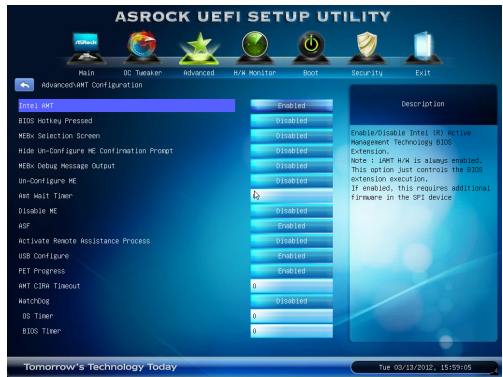 ASROCK UEFI SETUP UTILITY
ASRock
Main OC Tweaker Advanced H/W Monitor Boot Security Exit
Advanced\AMT Configuration
Intel AMT Enabled
BIOS Hotkey Pressed Disabled
MEBx Selection Screen Disabled
Hide Un-Configure ME Confirmation Prompt Disabled
MEBx Debug Message Output Disabled
Un-Configure ME Disabled
Amt Wait Timer
Disable ME Disabled
ASF Enabled
Activate Remote Assistance Process Disabled
USB Configure Enabled
PET Progress Enabled
AMT CIRA Timeout 0
WatchDog Disabled
OS Timer 0
BIOS Timer 0
Description
Enable/Disable Intel (R) Active
Management Technology BIOS
Extension.
Note : iAMT H/W is always enabled.
This option just controls the BIOS
extension execution.
If enabled, this requires additional
firmware in the SPI device
Tomorrow's Technology Today
Tue 03/13/2012, 15:59:05